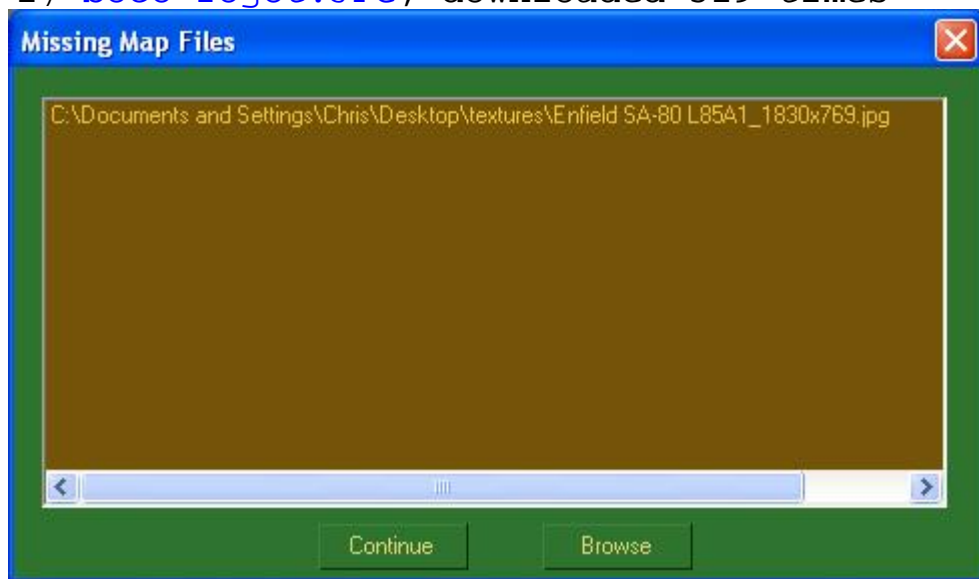 Missing Map Files
C:\Documents and Settings\Chris\Desktop\textures\Enfield SA-80 L85A1_1830x769.jpg
Continue
Browse